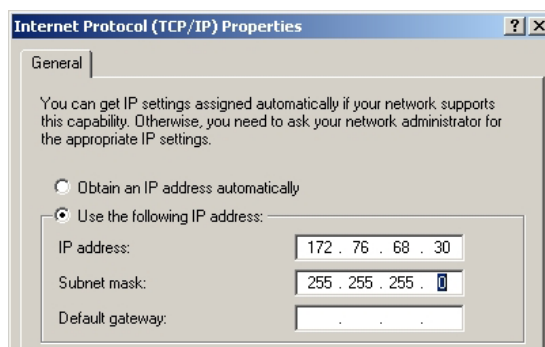 Internet Protocol (TCP/IP) Properties
General
You can get IP settings assigned automatically if your network supports
this capability. Otherwise, you need to ask your network administrator for
the appropriate IP settings.
Obtain an IP address automatically
Use the following IP address:
IP address: 172 . 76 . 68 . 30
Subnet mask: 255 . 255 . 255 . 0
Default gateway: . . .